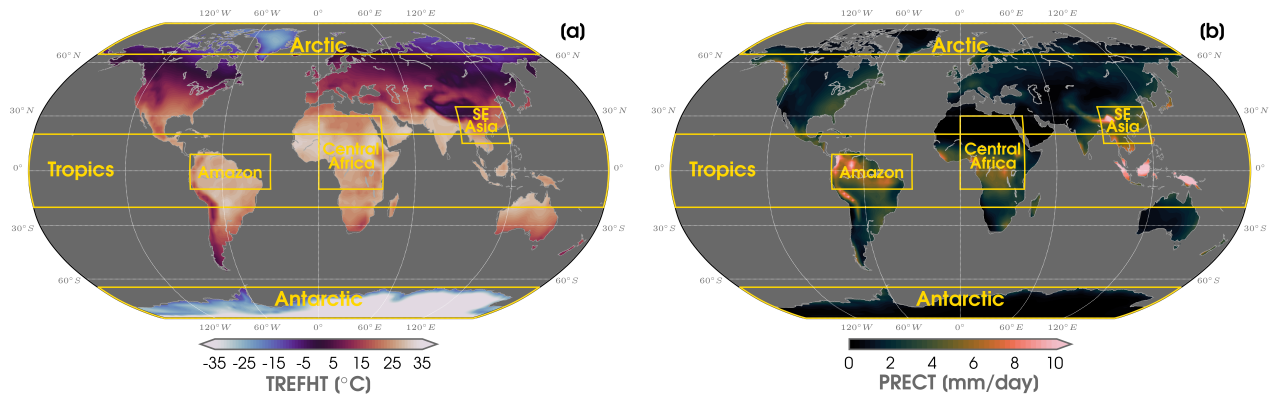 120°W 60°W 0° 60°E 120°E
(a)
Arctic
60°N
60°N
30°N
30°N
SE
Asia
Central
Africa
Tropics
Amazon
0°
0°
30°S
30°S
60°S
60°S
Antarctic
120°W 60°W 0° 60°E 120°E
-35 -25 -15 -5 5 15 25 35
TREFHT (°C)
120°W 60°W 0° 60°E 120°E
(b)
Arctic
60°N
60°N
30°N
30°N
SE
Asia
Central
Africa
Tropics
Amazon
0°
0°
30°S
30°S
60°S
60°S
Antarctic
120°W 60°W 0° 60°E 120°E
0 2 4 6 8 10
PRECT (mm/day)